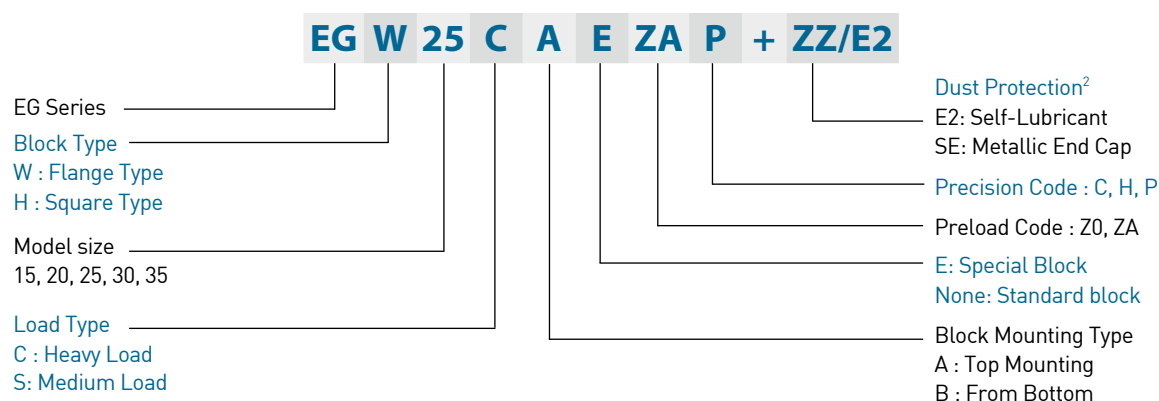 EG W 25 C A E ZA P + ZZ/E2
EG Series
Block Type
W : Flange Type
H : Square Type
Model size
15, 20, 25, 30, 35
Load Type
C : Heavy Load
S: Medium Load
Dust Protection²
E2: Self-Lubricant
SE: Metallic End Cap
Precision Code : C, H, P
Preload Code : Z0, ZA
E: Special Block
None: Standard block
Block Mounting Type
A : Top Mounting
B : From Bottom